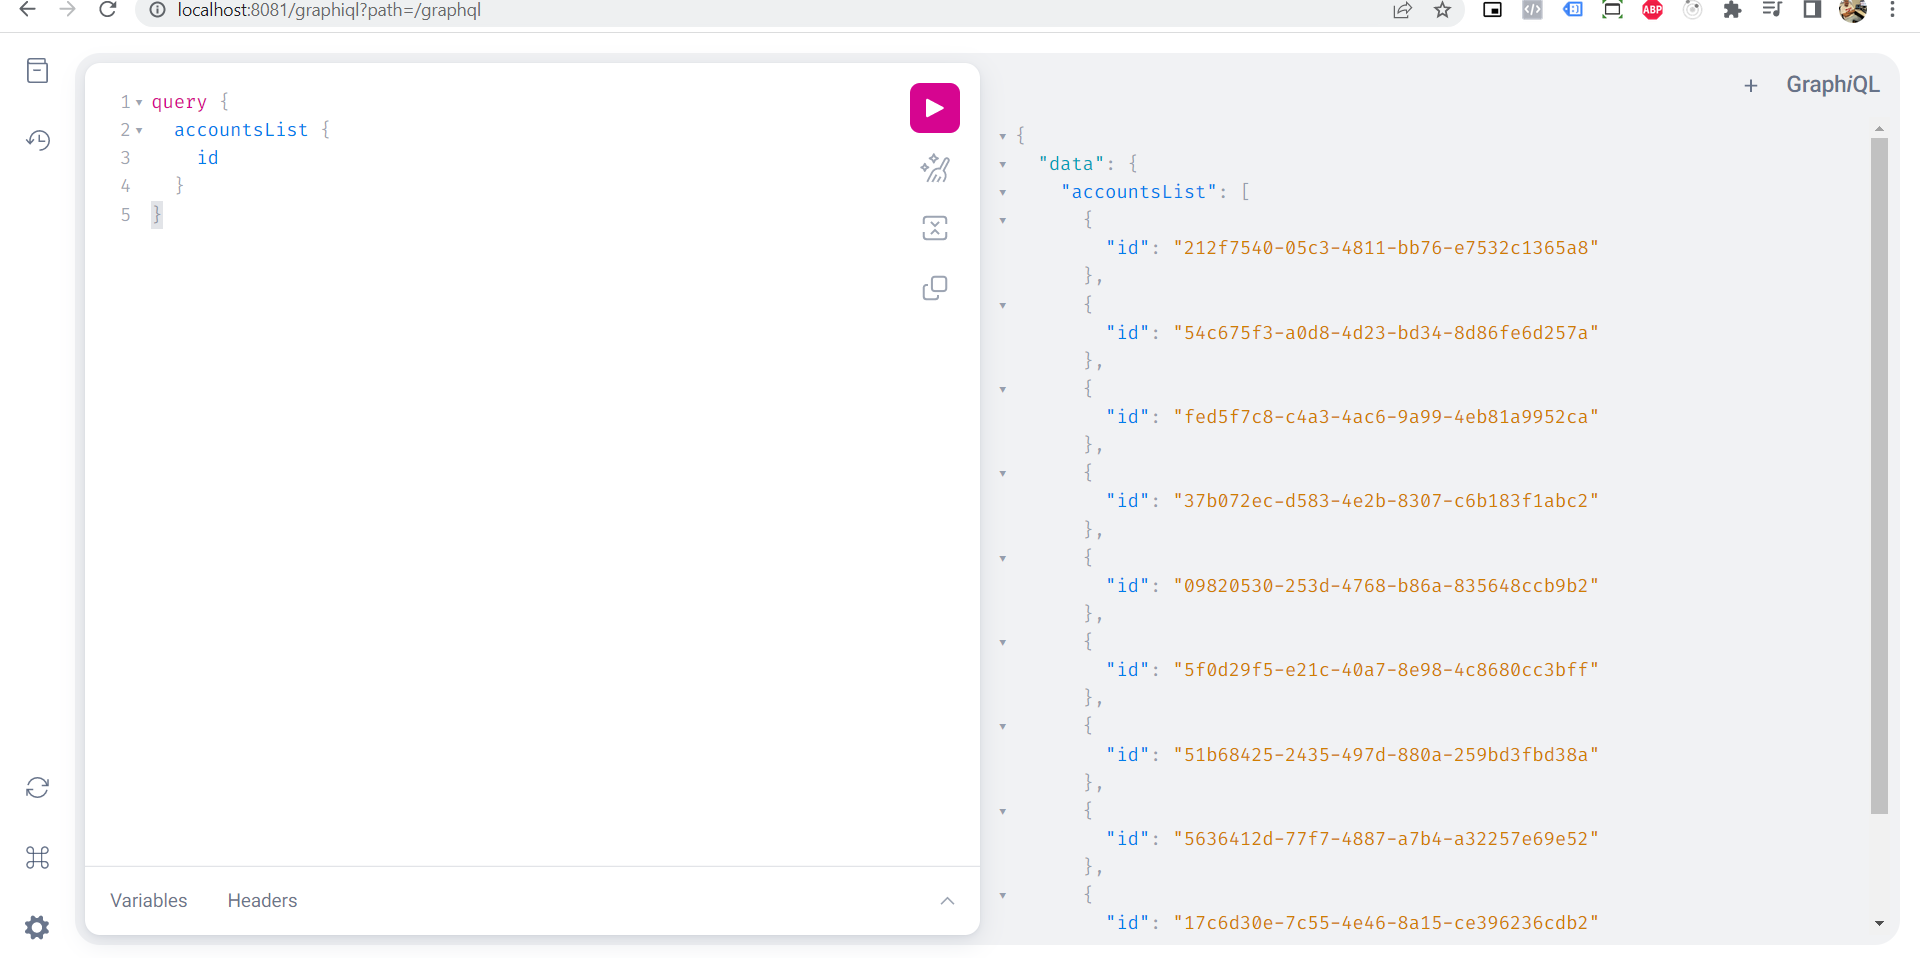 localhost:8081/graphiql?path=/graphql
ABP
1 query {
2 accountsList {
3 id
4 }
5 }
Variables Headers
+ GraphiQL
{
"data": {
"accountsList": [
{
"id": "212f7540-05c3-4811-bb76-e7532c1365a8"
},
{
"id": "54c675f3-a0d8-4d23-bd34-8d86fe6d257a"
},
{
"id": "fed5f7c8-c4a3-4ac6-9a99-4eb81a9952ca"
},
{
"id": "37b072ec-d583-4e2b-8307-c6b183f1abc2"
},
{
"id": "09820530-253d-4768-b86a-835648ccb9b2"
},
{
"id": "5f0d29f5-e21c-40a7-8e98-4c8680cc3bff"
},
{
"id": "51b68425-2435-497d-880a-259bd3fbd38a"
},
{
"id": "5636412d-77f7-4887-a7b4-a32257e69e52"
},
{
"id": "17c6d30e-7c55-4e46-8a15-ce396236cdb2"